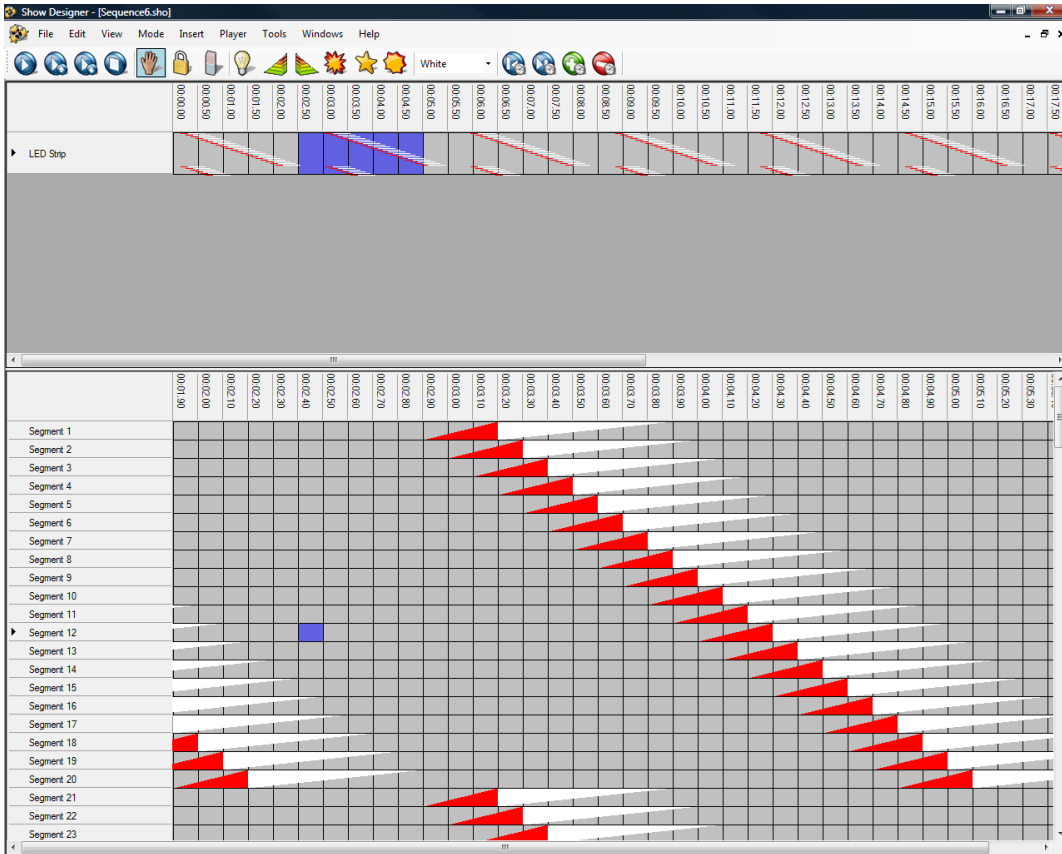 Show Designer - [Sequence6.sho]
File Edit View Mode Insert Player Tools Windows Help
White
00:00.00 00:00.50 00:01.00 00:01.50 00:02.00 00:02.50 00:03.00 00:03.50 00:04.00 00:04.50 00:05.00 00:05.50 00:06.00 00:06.50 00:07.00 00:07.50 00:08.00 00:08.50 00:09.00 00:09.50 00:10.00 00:10.50 00:11.00 00:11.50 00:12.00 00:12.50 00:13.00 00:13.50 00:14.00 00:14.50 00:15.00 00:15.50 00:16.00 00:16.50 00:17.00 00:17.50
LED Strip
00:01.90 00:02.00 00:02.10 00:02.20 00:02.30 00:02.40 00:02.50 00:02.60 00:02.70 00:02.80 00:02.90 00:03.00 00:03.10 00:03.20 00:03.30 00:03.40 00:03.50 00:03.60 00:03.70 00:03.80 00:03.90 00:04.00 00:04.10 00:04.20 00:04.30 00:04.40 00:04.50 00:04.60 00:04.70 00:04.80 00:04.90 00:05.00 00:05.10 00:05.20 00:05.30
Segment 1
Segment 2
Segment 3
Segment 4
Segment 5
Segment 6
Segment 7
Segment 8
Segment 9
Segment 10
Segment 11
Segment 12
Segment 13
Segment 14
Segment 15
Segment 16
Segment 17
Segment 18
Segment 19
Segment 20
Segment 21
Segment 22
Segment 23